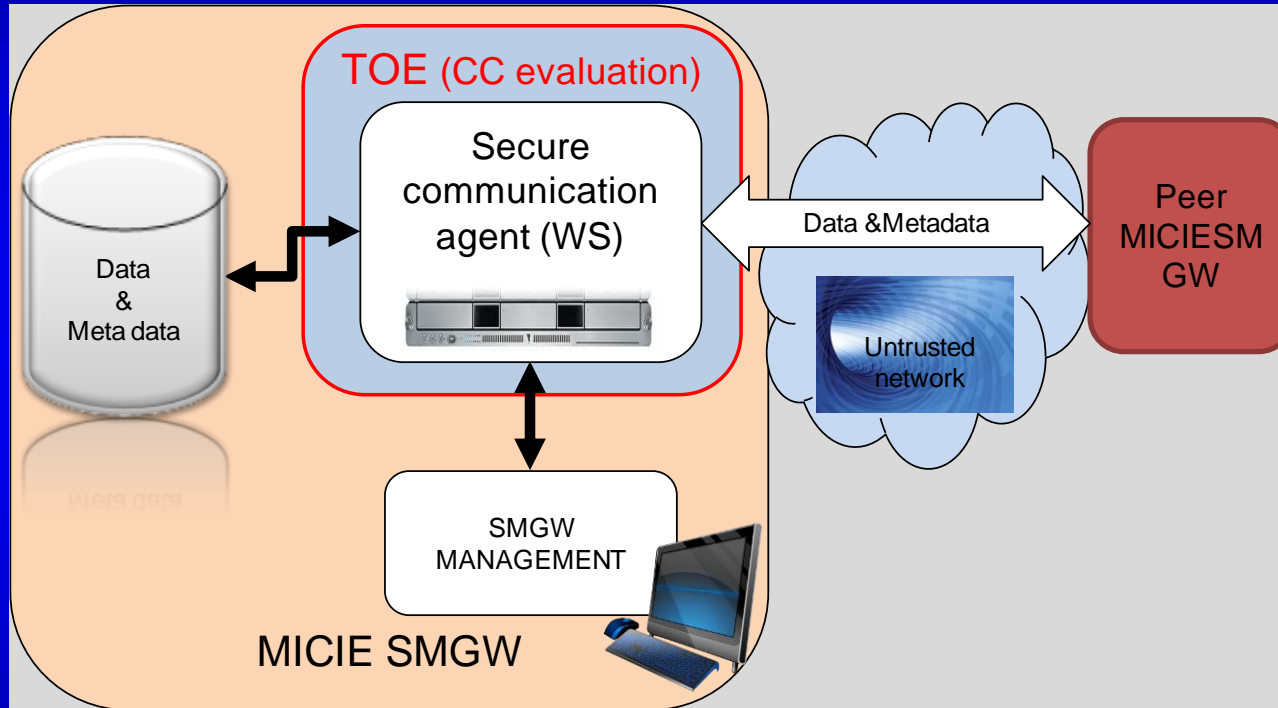 TOE (CC evaluation)
Secure
communication
agent (WS)
Data
&
Meta data
Data &Metadata
Peer
MICIESM
GW
Untrusted
network
SMGW
MANAGEMENT
MICIE SMGW